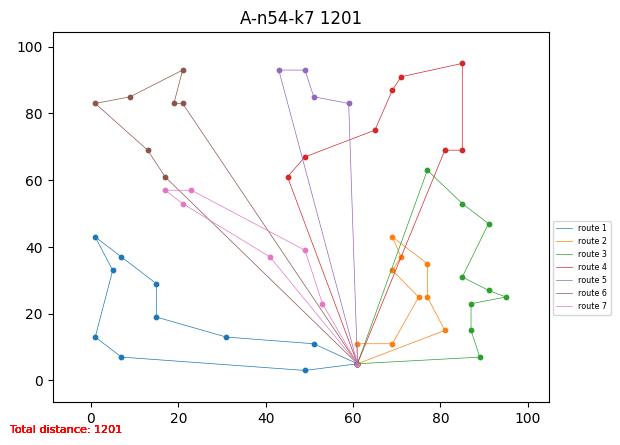 A-n54-k7 1201
100
80
60
40
20
0
0 20 40 60 80 100
route 1
route 2
route 3
route 4
route 5
route 6
route 7
Total distance: 1201